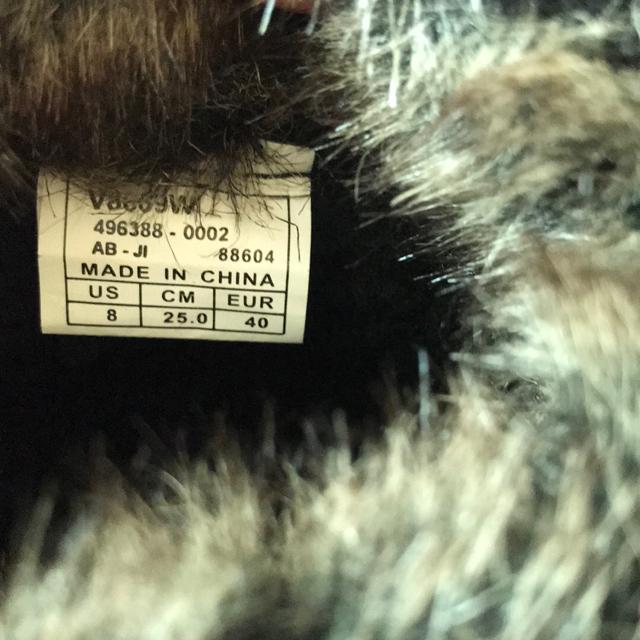 496388 - 0002
AB - JI 88604
MADE IN CHINA
US CM EUR
8 25.0 40